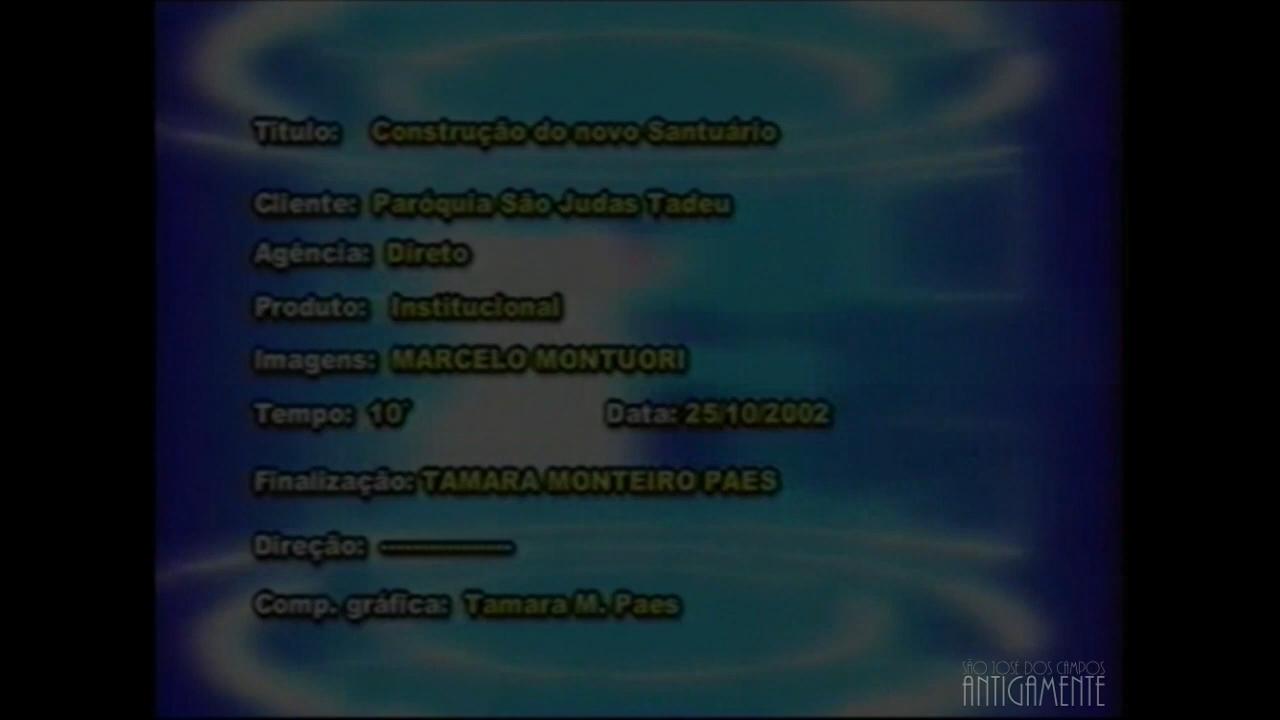 Título: Construção do novo Santuário
Cliente: Paróquia São Judas Tadeu
Agência: Direto
Produto: Institucional
Imagens: MARCELO MONTUORI
Tempo: 10´ Data: 25/10/2002
Finalização: TAMARA MONTEIRO PAES
Direção: ---------------
Comp. gráfica: Tamara M. Paes
SÃO JOSÉ DOS CAMPOS
ANTIGAMENTE